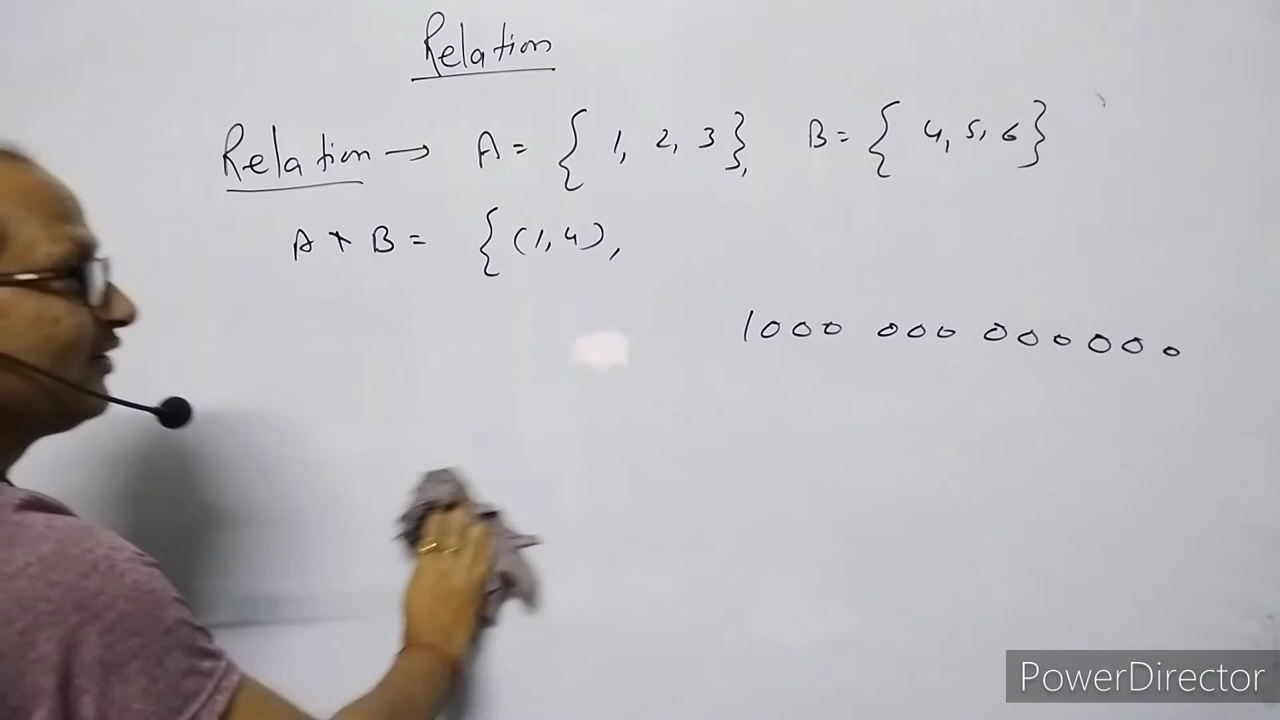 Relation
Relation → A = { 1, 2, 3 }, B = { 4, 5, 6 }
A × B = { (1, 4),
1000 000 000000
PowerDirector